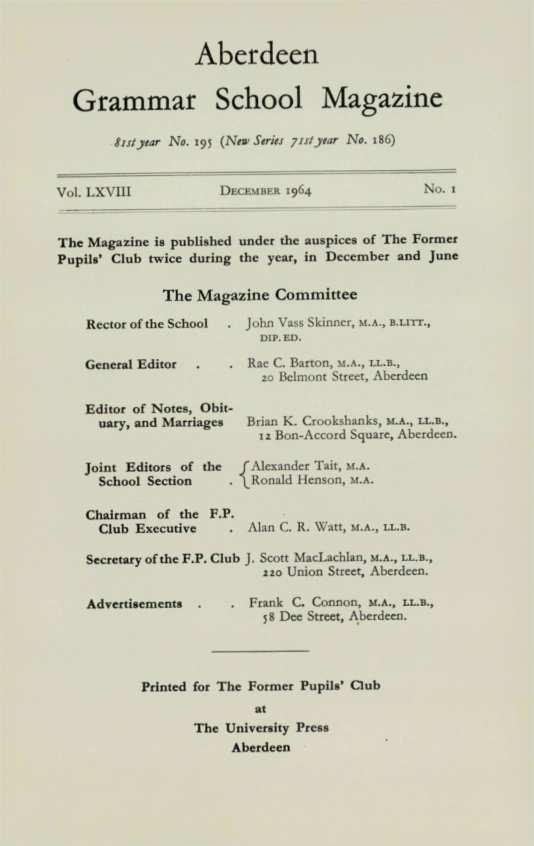 Aberdeen
Grammar School Magazine
81st year No. 195 (New Series 71st year No. 186)
Vol. LXVIII December 1964 No. 1
The Magazine is published under the auspices of The Former
Pupils' Club twice during the year, in December and June
The Magazine Committee
Rector of the School . John Vass Skinner, M.A., B.LITT.,
DIP. ED.
General Editor . . Rae C. Barton, M.A., LL.B.,
20 Belmont Street, Aberdeen
Editor of Notes, Obit-
uary, and Marriages Brian K. Crookshanks, M.A., LL.B.,
12 Bon-Accord Square, Aberdeen.
Joint Editors of the { Alexander Tait, M.A.
School Section . { Ronald Henson, M.A.
Chairman of the F.P.
Club Executive . Alan C. R. Watt, M.A., LL.B.
Secretary of the F.P. Club J. Scott MacLachlan, M.A., LL.B.,
220 Union Street, Aberdeen.
Advertisements . . Frank C. Connon, M.A., LL.B.,
58 Dee Street, Aberdeen.
Printed for The Former Pupils' Club
at
The University Press
Aberdeen